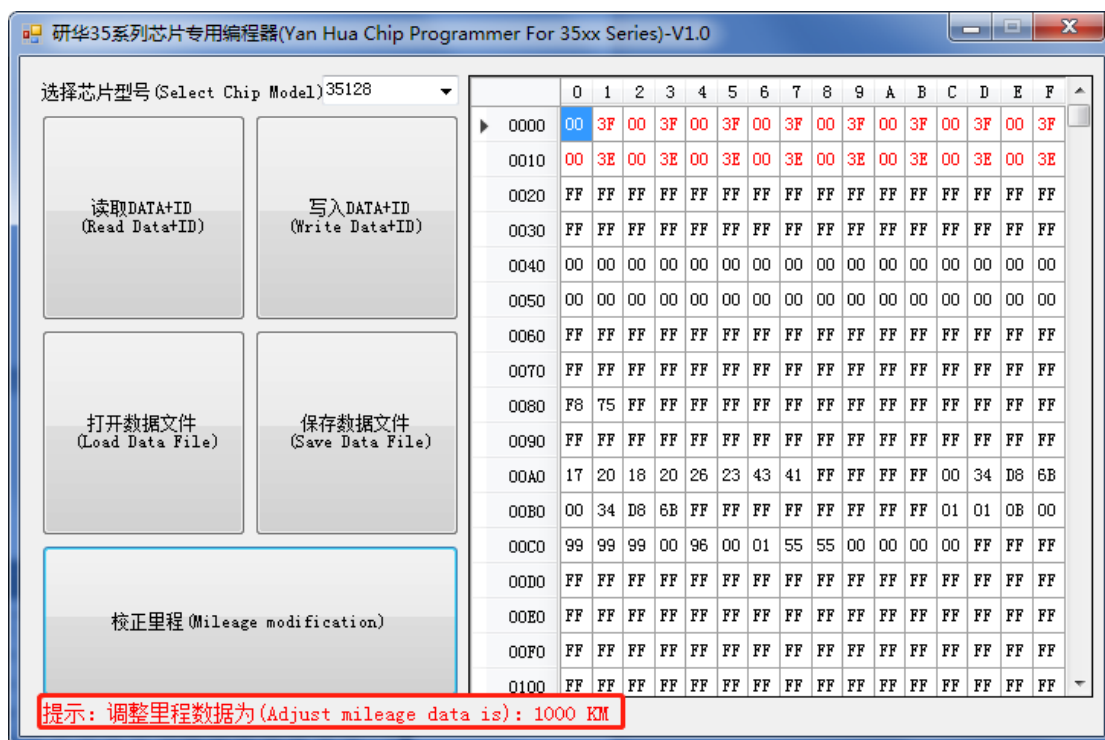 研华35系列芯片专用编程器(Yan Hua Chip Programmer For 35xx Series)-V1.0
选择芯片型号(Select Chip Model) 35128
读取DATA+ID
(Read Data+ID)
写入DATA+ID
(Write Data+ID)
打开数据文件
(Load Data File)
保存数据文件
(Save Data File)
校正里程(Mileage modification)
0 1 2 3 4 5 6 7 8 9 A B C D E F
0000 00 3F 00 3F 00 3F 00 3F 00 3F 00 3F 00 3F 00 3F
0010 00 3E 00 3E 00 3E 00 3E 00 3E 00 3E 00 3E 00 3E
0020 FF FF FF FF FF FF FF FF FF FF FF FF FF FF FF FF
0030 FF FF FF FF FF FF FF FF FF FF FF FF FF FF FF FF
0040 00 00 00 00 00 00 00 00 00 00 00 00 00 00 00 00
0050 00 00 00 00 00 00 00 00 00 00 00 00 00 00 00 00
0060 FF FF FF FF FF FF FF FF FF FF FF FF FF FF FF FF
0070 FF FF FF FF FF FF FF FF FF FF FF FF FF FF FF FF
0080 F8 75 FF FF FF FF FF FF FF FF FF FF FF FF FF FF
0090 FF FF FF FF FF FF FF FF FF FF FF FF FF FF FF FF
00A0 17 20 18 20 26 23 43 41 FF FF FF FF 00 34 D8 6B
00B0 00 34 D8 6B FF FF FF FF FF FF FF FF 01 01 0B 00
00C0 99 99 99 00 96 00 01 55 55 00 00 00 00 FF FF FF
00D0 FF FF FF FF FF FF FF FF FF FF FF FF FF FF FF FF
00E0 FF FF FF FF FF FF FF FF FF FF FF FF FF FF FF FF
00F0 FF FF FF FF FF FF FF FF FF FF FF FF FF FF FF FF
0100 FF FF FF FF FF FF FF FF FF FF FF FF FF FF FF FF
提示: 调整里程数据为(Adjust mileage data is): 1000 KM